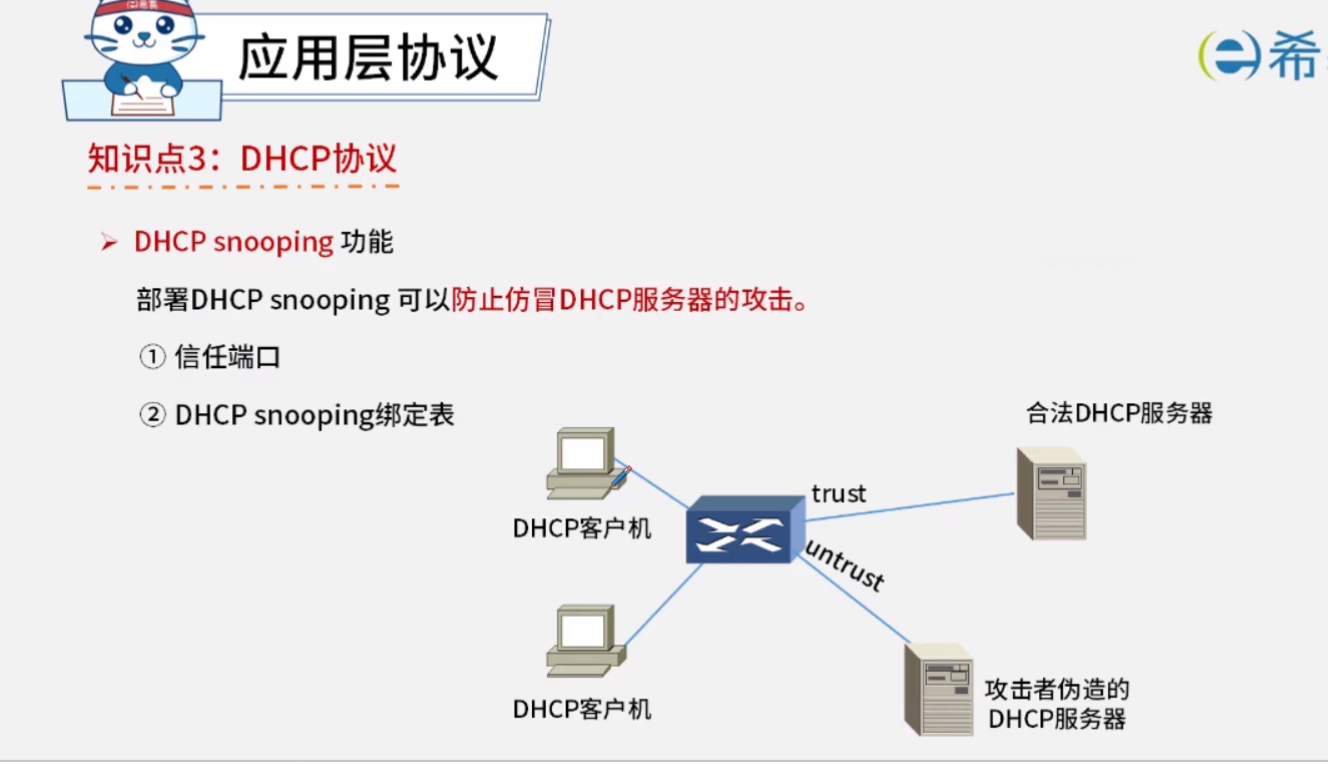 应用层协议
希
知识点3：DHCP协议
➢ DHCP snooping 功能
部署DHCP snooping 可以防止仿冒DHCP服务器的攻击。
① 信任端口
② DHCP snooping绑定表
合法DHCP服务器
trust
DHCP客户机
untrust
DHCP客户机
攻击者伪造的
DHCP服务器